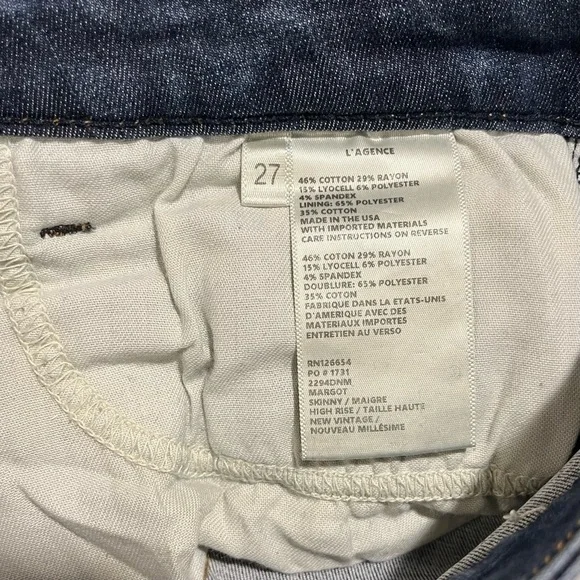 27
L'AGENCE
46% COTTON 29% RAYON
15% LYOCELL 6% POLYESTER
4% SPANDEX
LINING: 65% POLYESTER
35% COTTON
MADE IN THE USA
WITH IMPORTED MATERIALS
CARE INSTRUCTIONS ON REVERSE
46% COTTON 29% RAYON
15% LYOCELL 6% POLYESTER
4% SPANDEX
DOUBLURE: 65% POLYESTER
35% COTON
FABRIQUE DANS LA ETATS-UNIS
D'AMERIQUE AVEC DES
MATERIAUX IMPORTES
ENTRETIEN AU VERSO
RN126654
PO # 1731
2294DNM
MARGOT
SKINNY / MAIGRE
HIGH RISE / TAILLE HAUTE
NEW VINTAGE /
NOUVEAU MILLÉSIME